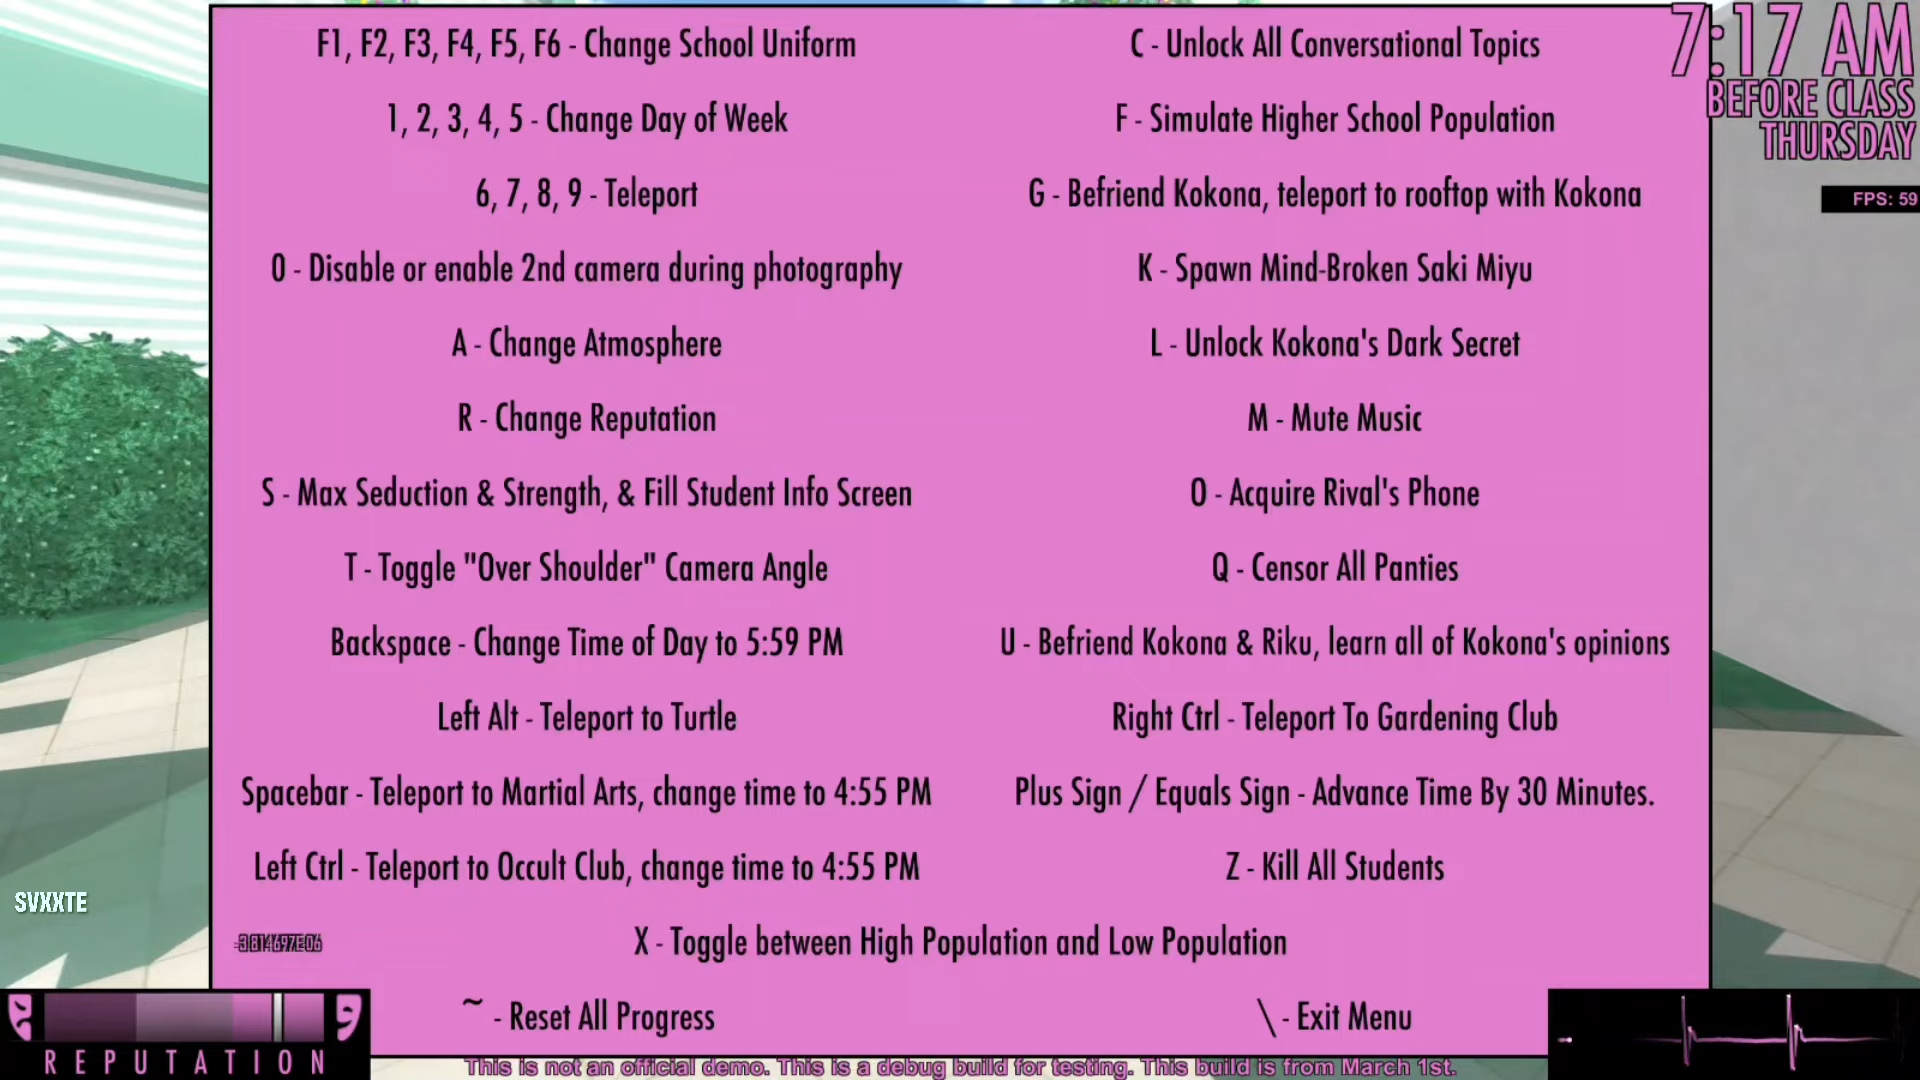 F1, F2, F3, F4, F5, F6 - Change School Uniform
1, 2, 3, 4, 5 - Change Day of Week
6, 7, 8, 9 - Teleport
0 - Disable or enable 2nd camera during photography
A - Change Atmosphere
R - Change Reputation
S - Max Seduction & Strength, & Fill Student Info Screen
T - Toggle "Over Shoulder" Camera Angle
Backspace - Change Time of Day to 5:59 PM
Left Alt - Teleport to Turtle
Spacebar - Teleport to Martial Arts, change time to 4:55 PM
Left Ctrl - Teleport to Occult Club, change time to 4:55 PM
C - Unlock All Conversational Topics
F - Simulate Higher School Population
G - Befriend Kokona, teleport to rooftop with Kokona
K - Spawn Mind-Broken Saki Miyu
L - Unlock Kokona's Dark Secret
M - Mute Music
O - Acquire Rival's Phone
Q - Censor All Panties
U - Befriend Kokona & Riku, learn all of Kokona's opinions
Right Ctrl - Teleport To Gardening Club
Plus Sign / Equals Sign - Advance Time By 30 Minutes.
Z - Kill All Students
X - Toggle between High Population and Low Population
~ - Reset All Progress
\ - Exit Menu
7:17 AM
BEFORE CLASS
THURSDAY
FPS: 59
SVXXTE
-3.814697E-06
REPUTATION
This is not an official demo. This is a debug build for testing. This build is from March 1st.